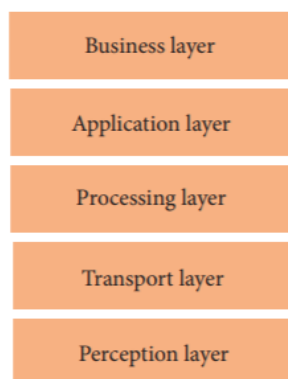 Business layer
Application layer
Processing layer
Transport layer
Perception layer